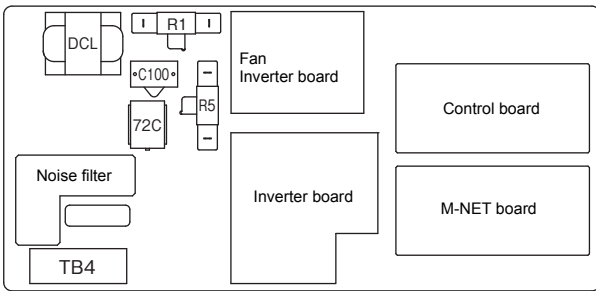 DCL
R1
C100
72C
R5
Fan
Inverter board
Control board
Noise filter
Inverter board
M-NET board
TB4